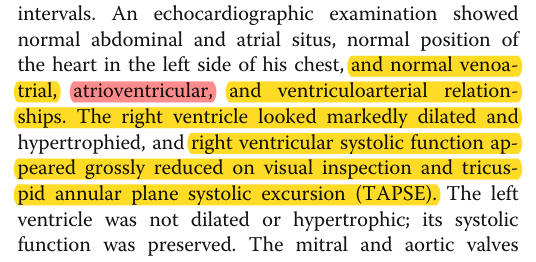 intervals. An echocardiographic examination showed
normal abdominal and atrial situs, normal position of
the heart in the left side of his chest, and normal venoa-
trial, atrioventricular, and ventriculoarterial relation-
ships. The right ventricle looked markedly dilated and
hypertrophied, and right ventricular systolic function ap-
peared grossly reduced on visual inspection and tricus-
pid annular plane systolic excursion (TAPSE). The left
ventricle was not dilated or hypertrophic; its systolic
function was preserved. The mitral and aortic valves